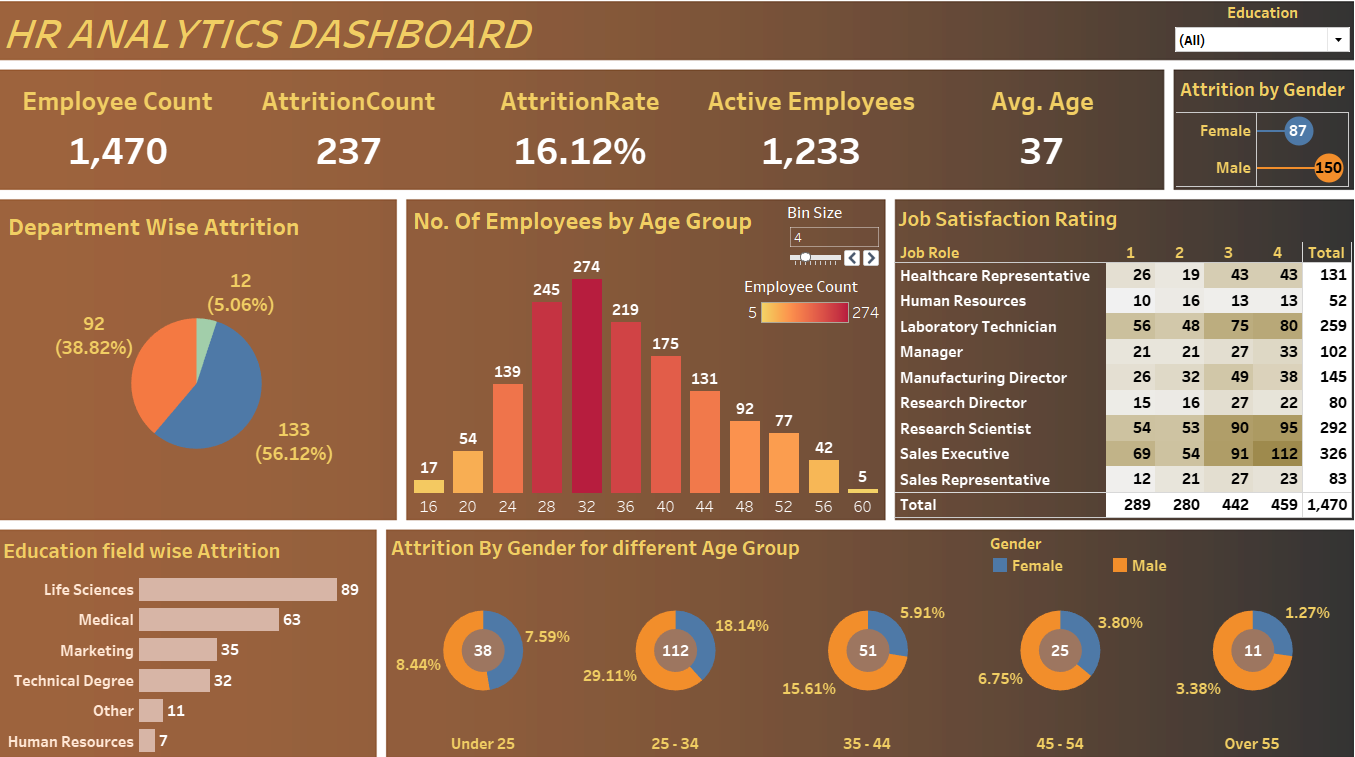 HR ANALYTICS DASHBOARD
Education
(All)
Employee Count
1,470
AttritionCount
237
AttritionRate
16.12%
Active Employees
1,233
Avg. Age
37
Attrition by Gender
Female 87
Male 150
Department Wise Attrition
12
(5.06%)
92
(38.82%)
133
(56.12%)
No. Of Employees by Age Group
Bin Size
4
Employee Count
5 274
17 54 139 245 274 219 175 131 92 77 42 5
16 20 24 28 32 36 40 44 48 52 56 60
Job Satisfaction Rating
Job Role 1 2 3 4 Total
Healthcare Representative 26 19 43 43 131
Human Resources 10 16 13 13 52
Laboratory Technician 56 48 75 80 259
Manager 21 21 27 33 102
Manufacturing Director 26 32 49 38 145
Research Director 15 16 27 22 80
Research Scientist 54 53 90 95 292
Sales Executive 69 54 91 112 326
Sales Representative 12 21 27 23 83
Total 289 280 442 459 1,470
Education field wise Attrition
Life Sciences 89
Medical 63
Marketing 35
Technical Degree 32
Other 11
Human Resources 7
Attrition By Gender for different Age Group
Gender
Female Male
7.59%
38
8.44%
Under 25
18.14%
112
29.11%
25 - 34
5.91%
51
15.61%
35 - 44
3.80%
25
6.75%
45 - 54
1.27%
11
3.38%
Over 55